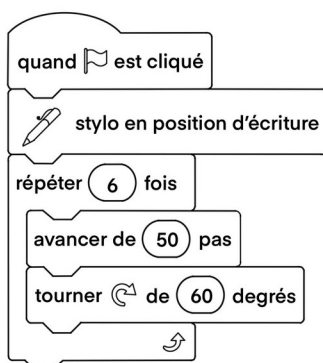 quand est cliqué
stylo en position d’écriture
répéter 6 fois
avancer de 50 pas
tourner de 60 degrés